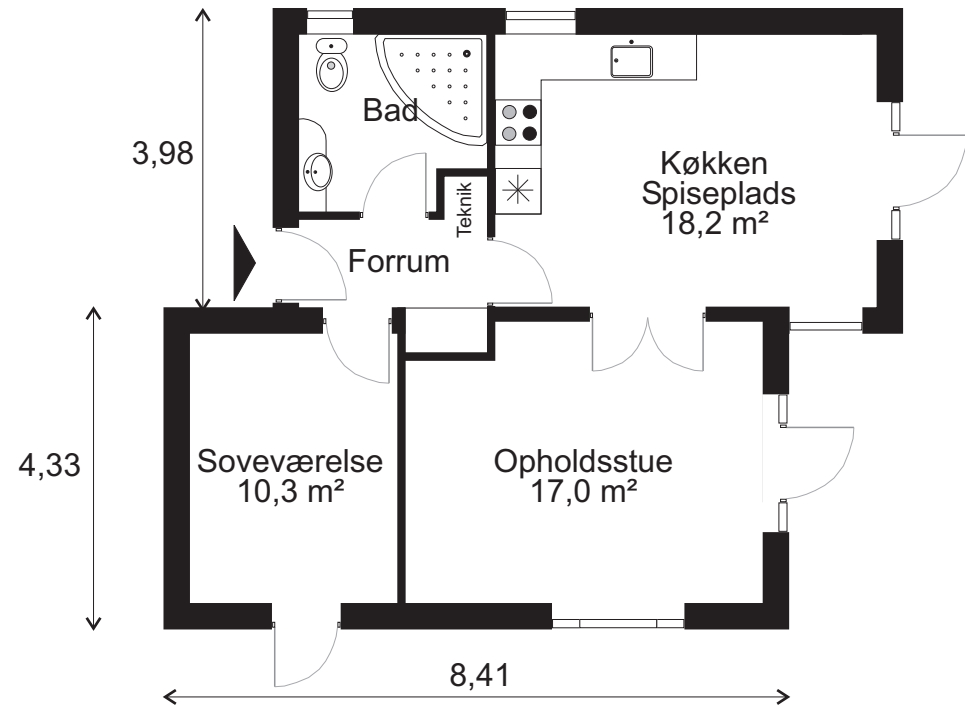 3,98
Bad
Teknik
Køkken
Spiseplads
18,2 m²
Forrum
4,33
Soveværelse
10,3 m²
Opholdsstue
17,0 m²
8,41